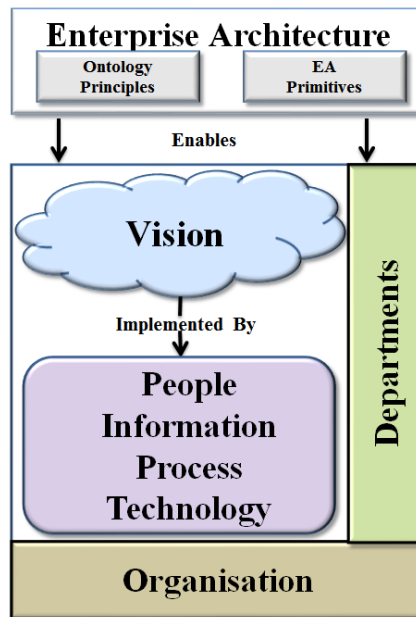 Enterprise Architecture
Ontology
Principles
EA
Primitives
Enables
Vision
Implemented By
People
Information
Process
Technology
Departments
Organisation